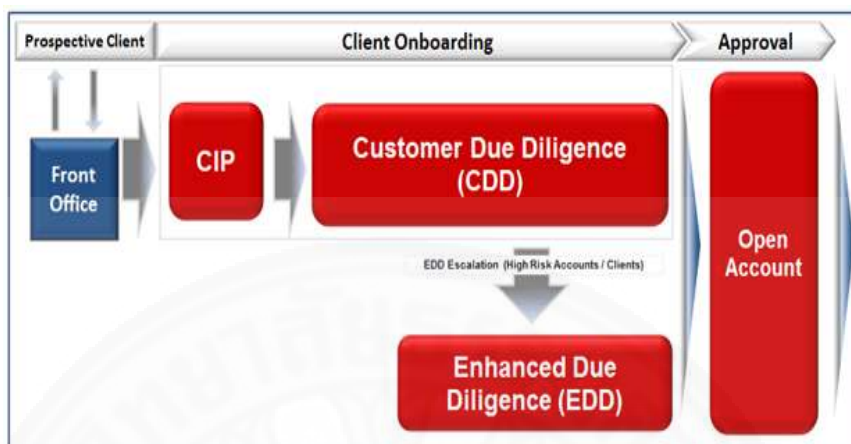 Prospective Client
Client Onboarding
Approval
Front
Office
CIP
Customer Due Diligence
(CDD)
EDD Escalation (High Risk Accounts / Clients)
Enhanced Due
Diligence (EDD)
Open
Account